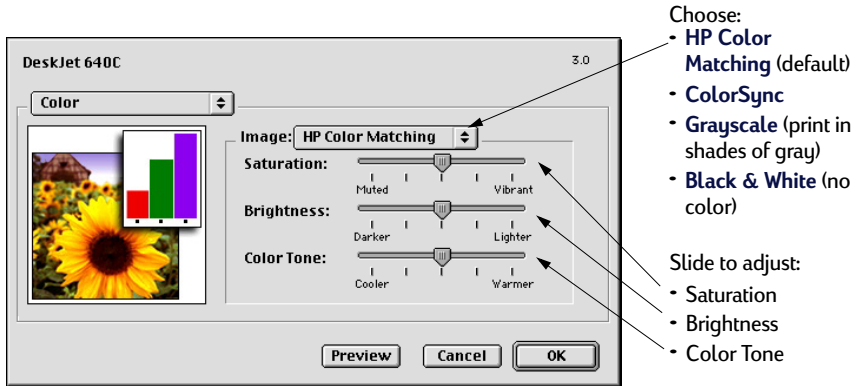 DeskJet 640C
3.0
Color
Image: HP Color Matching
Saturation:
Muted Vibrant
Brightness:
Darker Lighter
Color Tone:
Cooler Warmer
Preview Cancel OK
Choose:
• HP Color
Matching (default)
• ColorSync
• Grayscale (print in
shades of gray)
• Black & White (no
color)
Slide to adjust:
• Saturation
• Brightness
• Color Tone